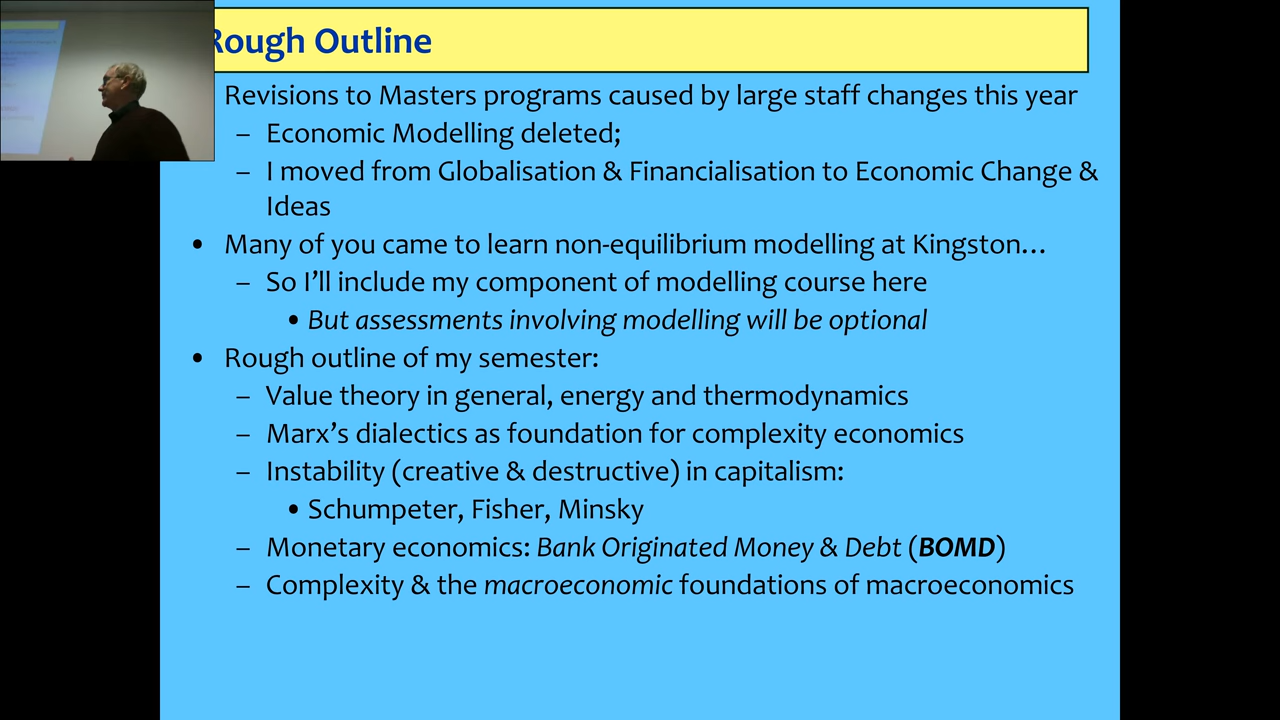 Rough Outline
Revisions to Masters programs caused by large staff changes this year
– Economic Modelling deleted;
– I moved from Globalisation & Financialisation to Economic Change &
Ideas
• Many of you came to learn non-equilibrium modelling at Kingston…
– So I’ll include my component of modelling course here
• But assessments involving modelling will be optional
• Rough outline of my semester:
– Value theory in general, energy and thermodynamics
– Marx’s dialectics as foundation for complexity economics
– Instability (creative & destructive) in capitalism:
• Schumpeter, Fisher, Minsky
– Monetary economics: Bank Originated Money & Debt (BOMD)
– Complexity & the macroeconomic foundations of macroeconomics